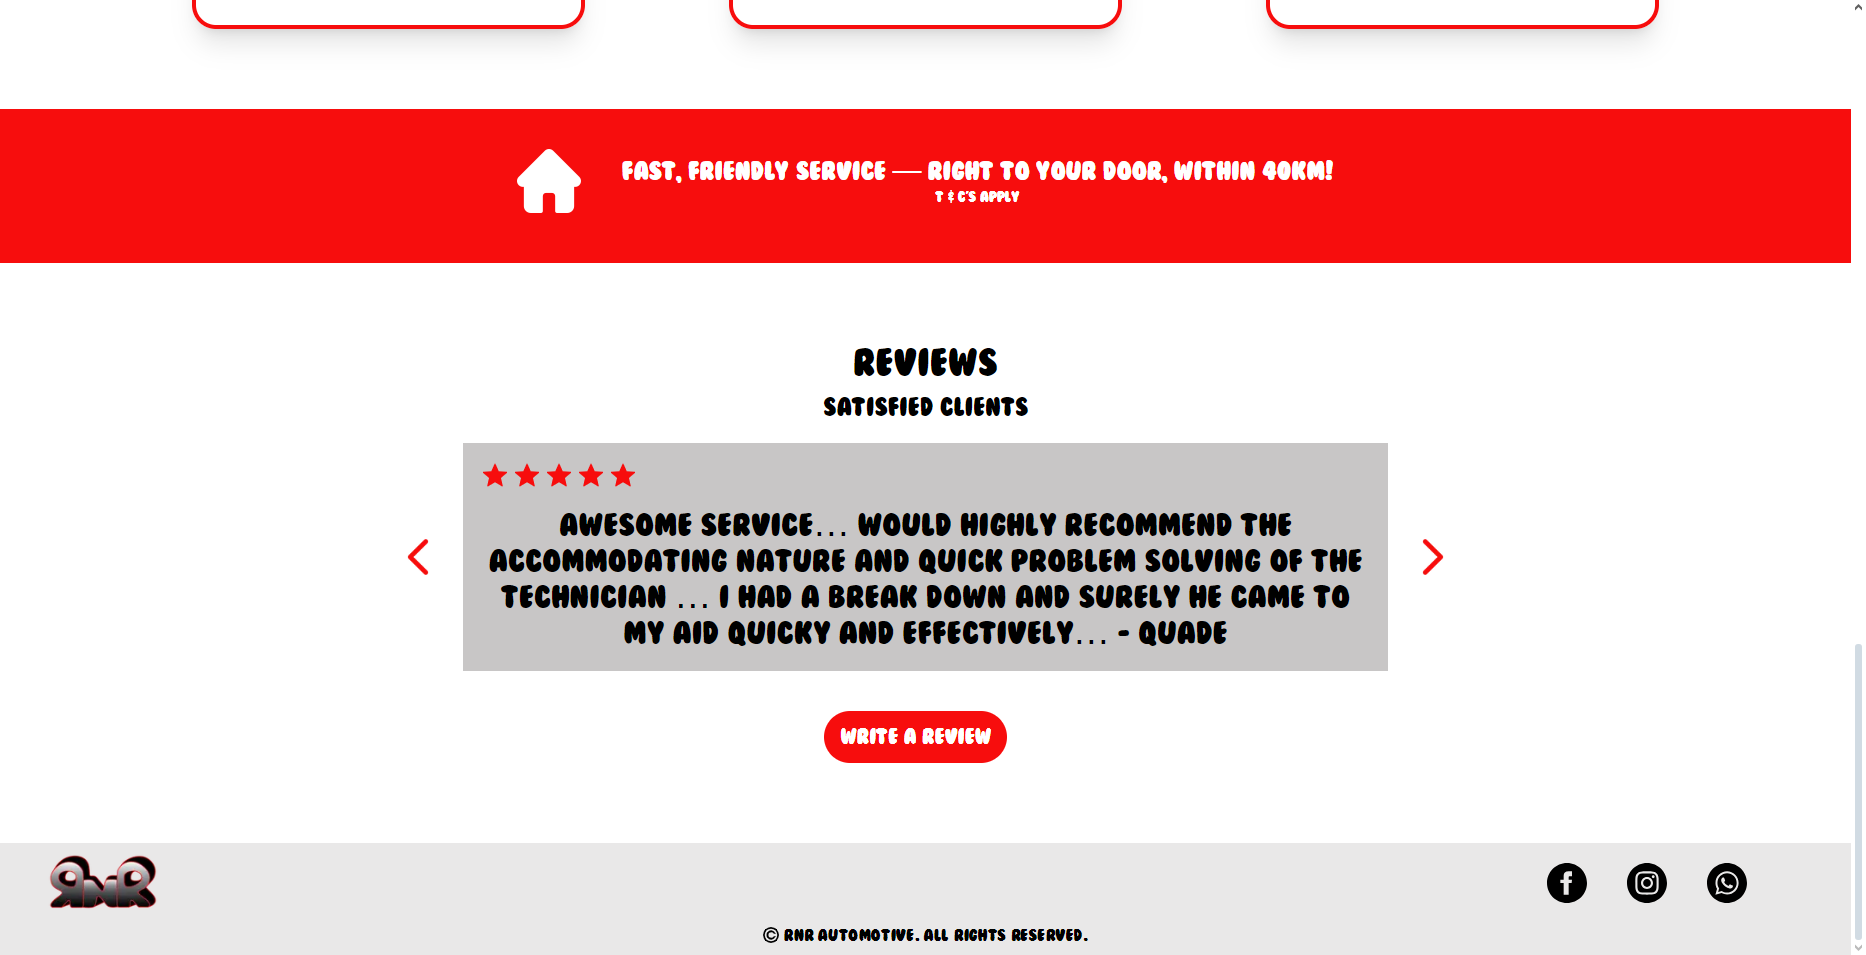 FAST, FRIENDLY SERVICE — RIGHT TO YOUR DOOR, WITHIN 40KM!
T & C'S APPLY
REVIEWS
SATISFIED CLIENTS
AWESOME SERVICE... WOULD HIGHLY RECOMMEND THE
ACCOMMODATING NATURE AND QUICK PROBLEM SOLVING OF THE
TECHNICIAN ... I HAD A BREAK DOWN AND SURELY HE CAME TO
MY AID QUICKY AND EFFECTIVELY... - QUADE
WRITE A REVIEW
RNR
© RNR AUTOMOTIVE. ALL RIGHTS RESERVED.